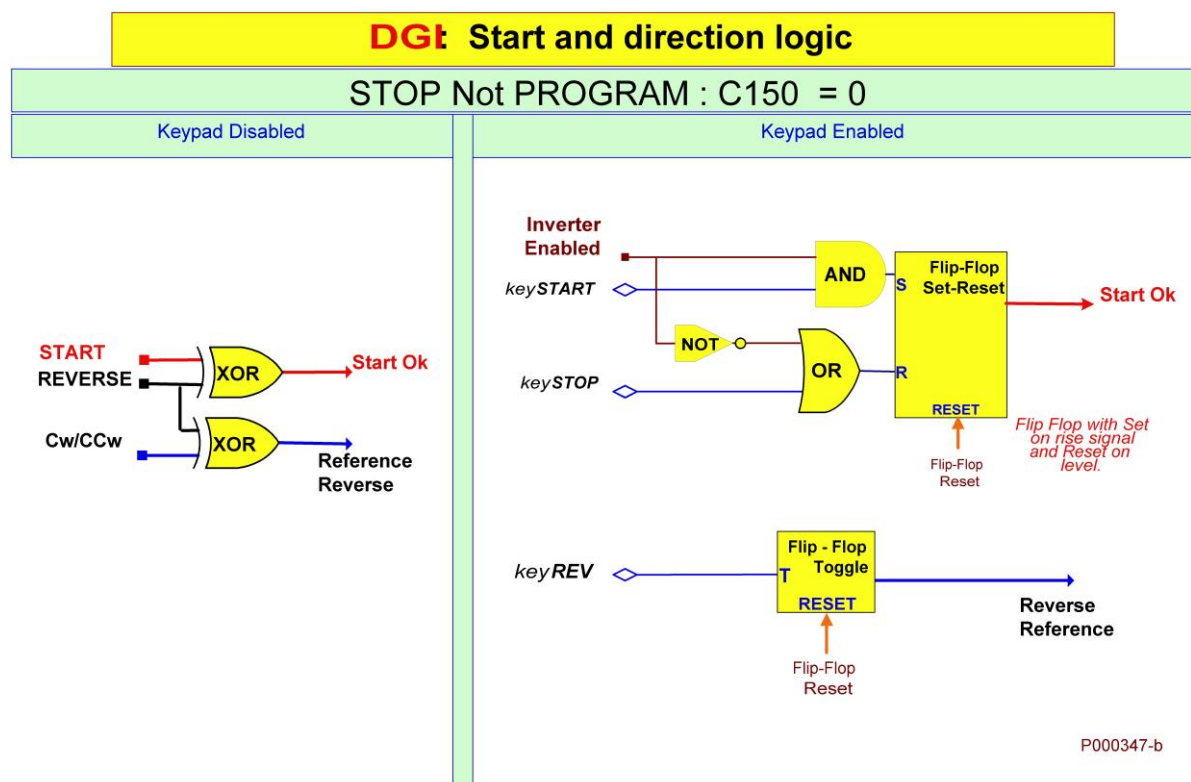 DGI: Start and direction logic
STOP Not PROGRAM : C150 = 0
Keypad Disabled
Keypad Enabled
START
REVERSE
XOR
Start Ok
Cw/CCw
XOR
Reference
Reverse
Inverter
Enabled
keySTART
AND
NOT
keySTOP
OR
Flip-Flop
Set-Reset
S
R
RESET
Start Ok
Flip-Flop
Reset
Flip Flop with Set
on rise signal
and Reset on
level.
keyREV
Flip - Flop
Toggle
T
RESET
Reverse
Reference
Flip-Flop
Reset
P000347-b